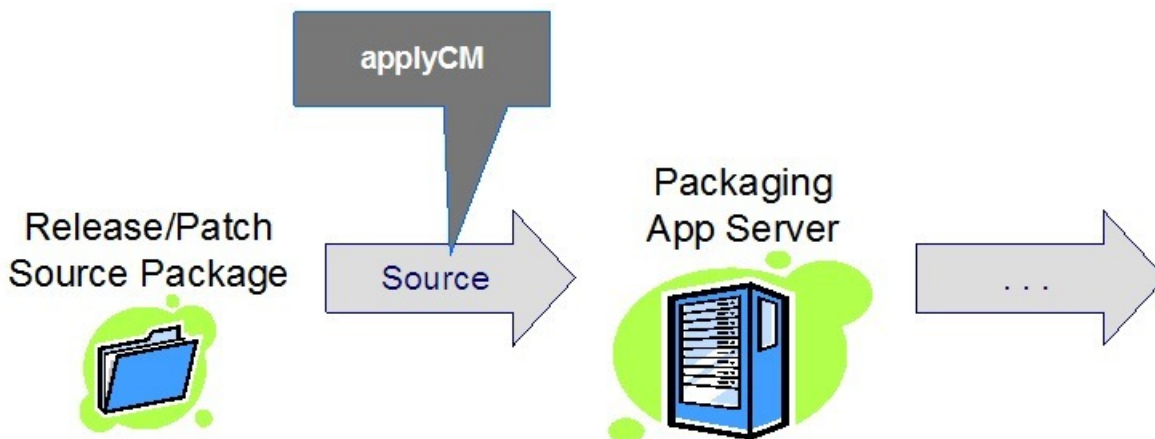 applyCM
Packaging
App Server
Release/Patch
Source Package
Source
. . .